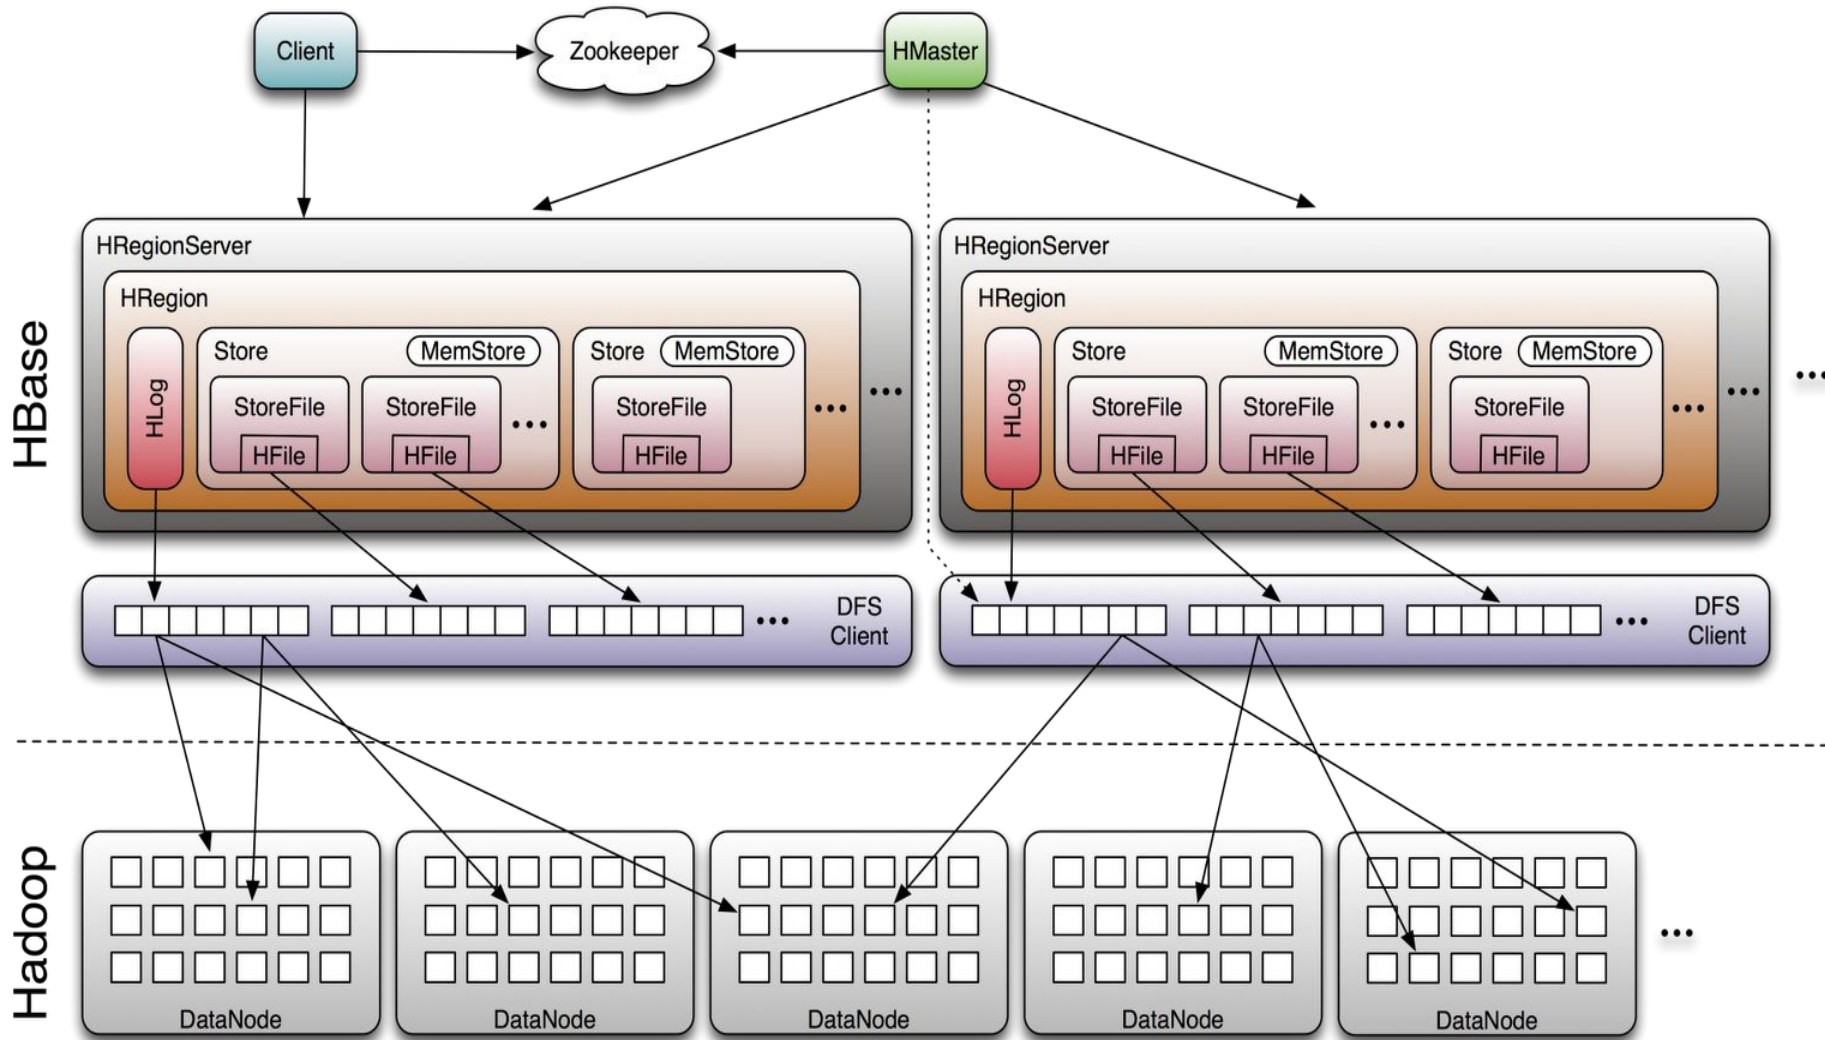 Client
Zookeeper
HMaster
HBase
HRegionServer
HRegion
HLog
Store
MemStore
StoreFile
HFile
StoreFile
HFile
...
Store
MemStore
StoreFile
HFile
...
...
HRegionServer
HRegion
HLog
Store
MemStore
StoreFile
HFile
StoreFile
HFile
...
Store
MemStore
StoreFile
HFile
...
...
...
...
DFS
Client
...
DFS
Client
Hadoop
DataNode
DataNode
DataNode
DataNode
DataNode
...